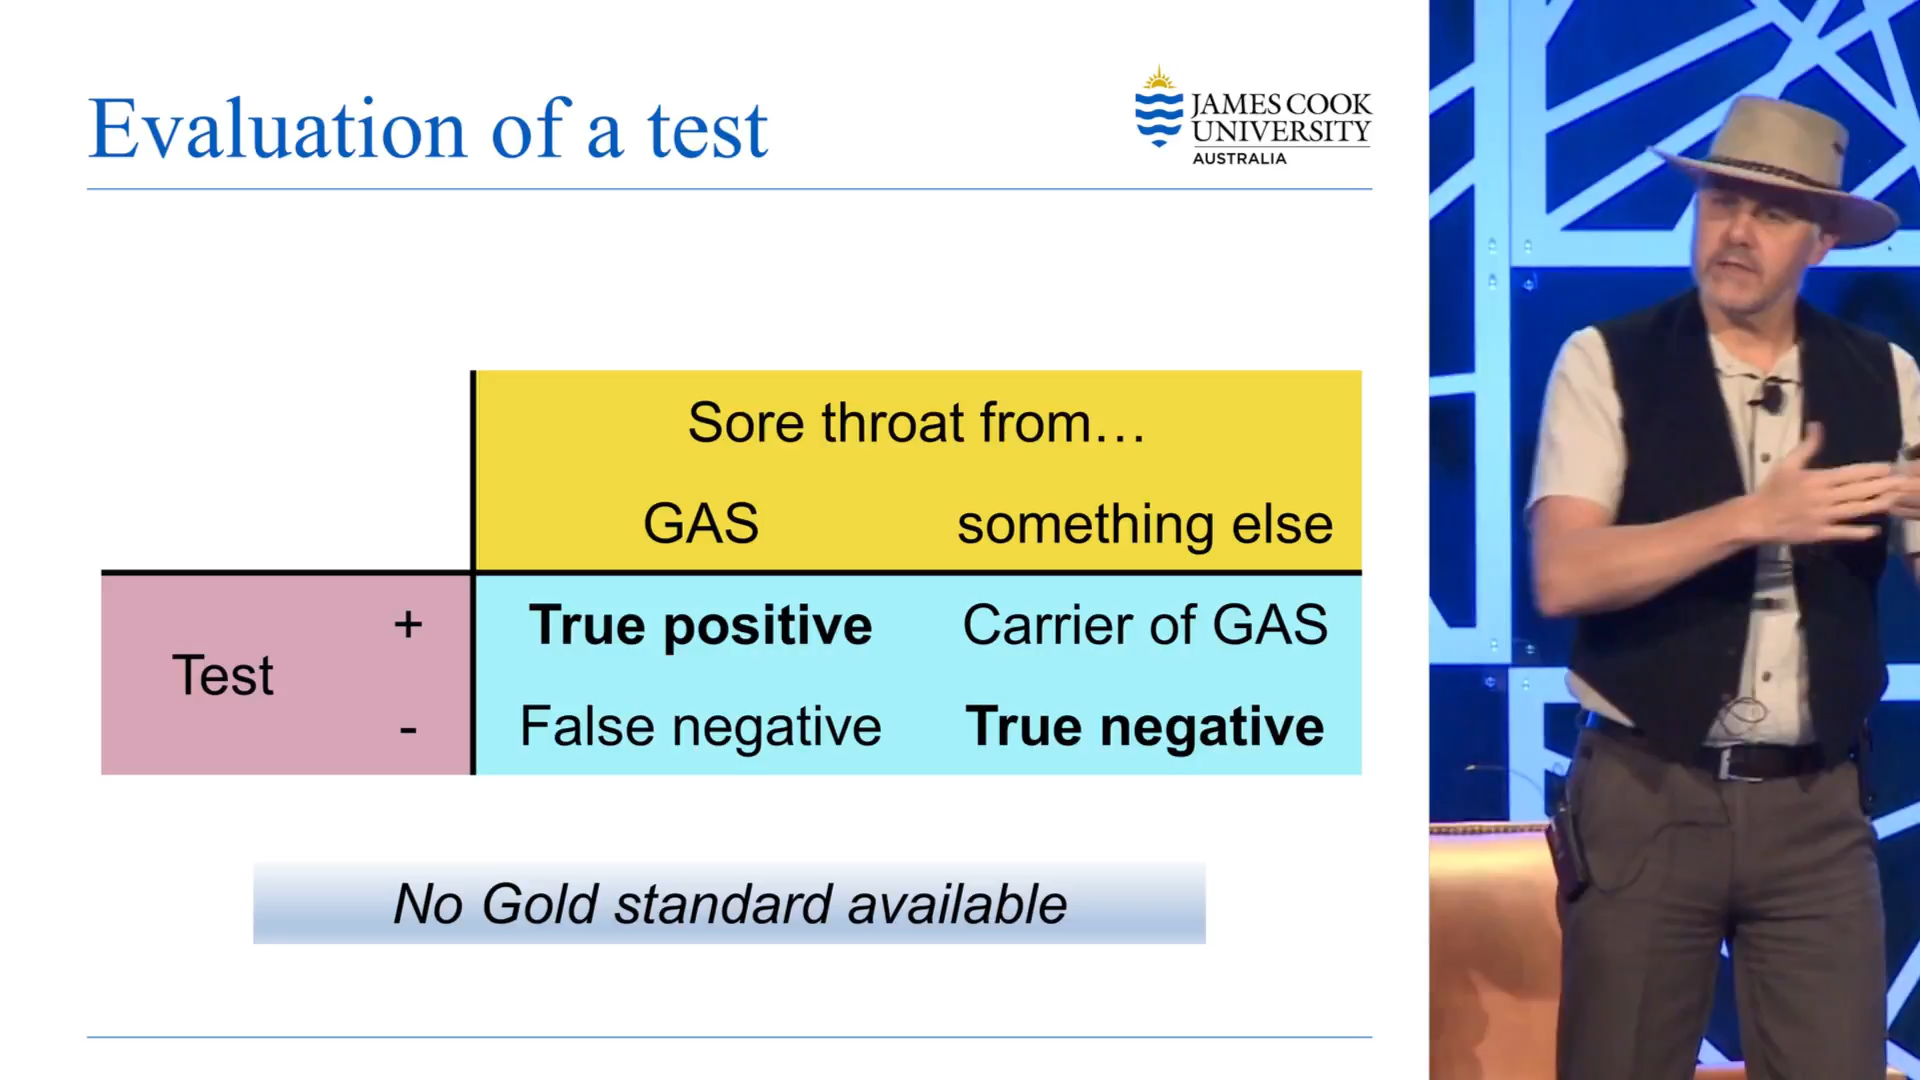 Evaluation of a test
JAMES COOK
UNIVERSITY
AUSTRALIA
Sore throat from…
GAS something else
Test
+ True positive Carrier of GAS
- False negative True negative
No Gold standard available